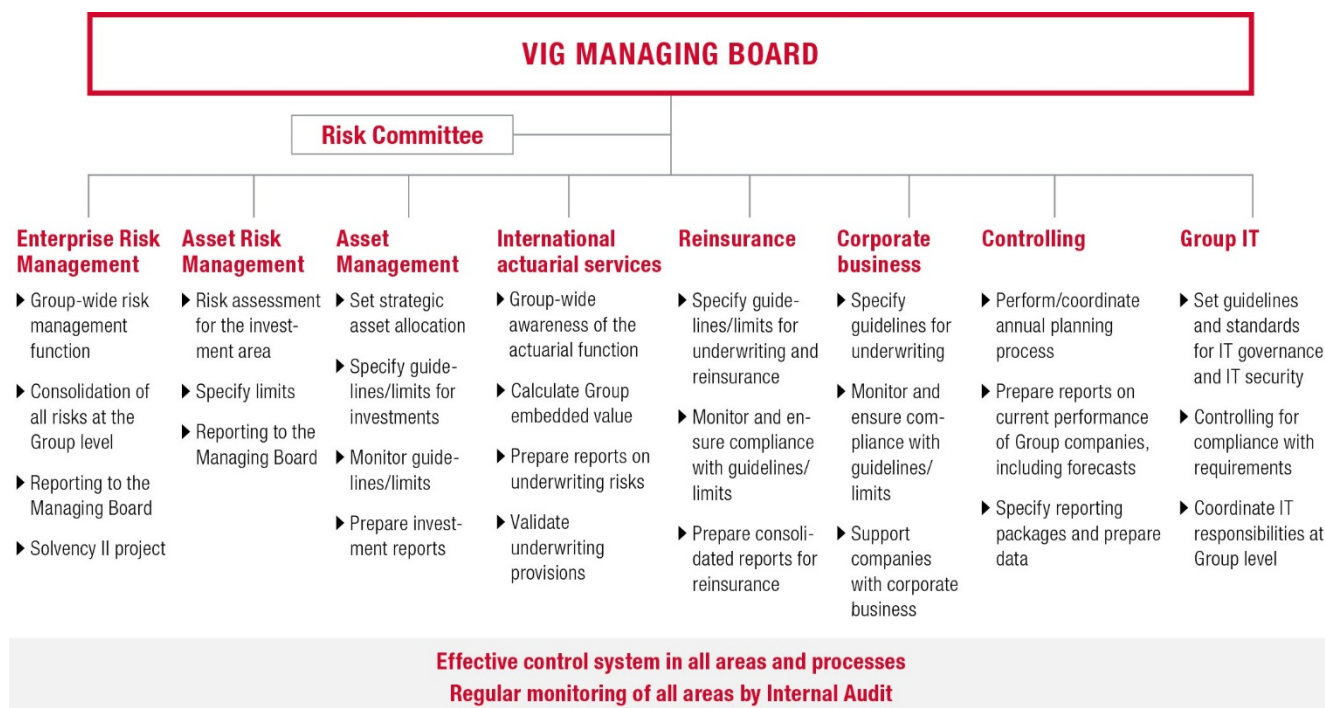 VIG MANAGING BOARD
Risk Committee
Enterprise Risk
Management
▶ Group-wide risk
management
function
▶ Consolidation of
all risks at the
Group level
▶ Reporting to the
Managing Board
▶ Solvency II project
Asset Risk
Management
▶ Risk assessment
for the invest-
ment area
▶ Specify limits
▶ Reporting to the
Managing Board
Asset
Management
▶ Set strategic
asset allocation
▶ Specify guide-
lines/limits for
investments
▶ Monitor guide-
lines/limits
▶ Prepare invest-
ment reports
International
actuarial services
▶ Group-wide
awareness of the
actuarial function
▶ Calculate Group
embedded value
▶ Prepare reports on
underwriting risks
▶ Validate
underwriting
provisions
Reinsurance
▶ Specify guide-
lines/limits for
underwriting and
reinsurance
▶ Monitor and en-
sure compliance
with guidelines/
limits
▶ Prepare consoli-
dated reports for
reinsurance
Corporate
business
▶ Specify
guidelines for
underwriting
▶ Monitor and
ensure com-
pliance with
guidelines/
limits
▶ Support
companies
with corporate
business
Controlling
▶ Perform/coordinate
annual planning
process
▶ Prepare reports on
current performance
of Group companies,
including forecasts
▶ Specify reporting
packages and prepare
data
Group IT
▶ Set guidelines
and standards
for IT governance
and IT security
▶ Controlling for
compliance with
requirements
▶ Coordinate IT
responsibilities at
Group level
Effective control system in all areas and processes
Regular monitoring of all areas by Internal Audit